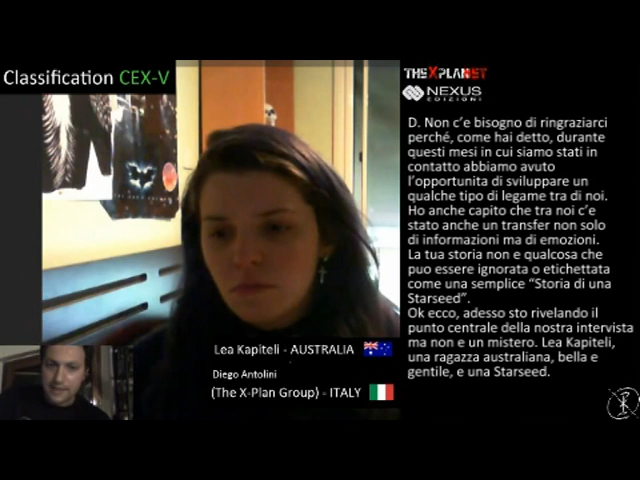 Classification CEX-V
THEXPLANET
NEXUS
EDIZIONI
D. Non c'e bisogno di ringraziarci
perché, come hai detto, durante
questi mesi in cui siamo stati in
contatto abbiamo avuto
l'opportunita di sviluppare un
qualche tipo di legame tra di noi.
Ho anche capito che tra noi c'e
stato anche un transfer non solo
di informazioni ma di emozioni.
La tua storia non e qualcosa che
puo essere ignorata o etichettata
come una semplice "Storia di una
Starseed".
Ok ecco, adesso sto rivelando il
punto centrale della nostra intervista
ma non e un mistero. Lea Kapiteli,
una ragazza australiana, bella e
gentile, e una Starseed.
Lea Kapiteli - AUSTRALIA
Diego Antolini
(The X-Plan Group) - ITALY